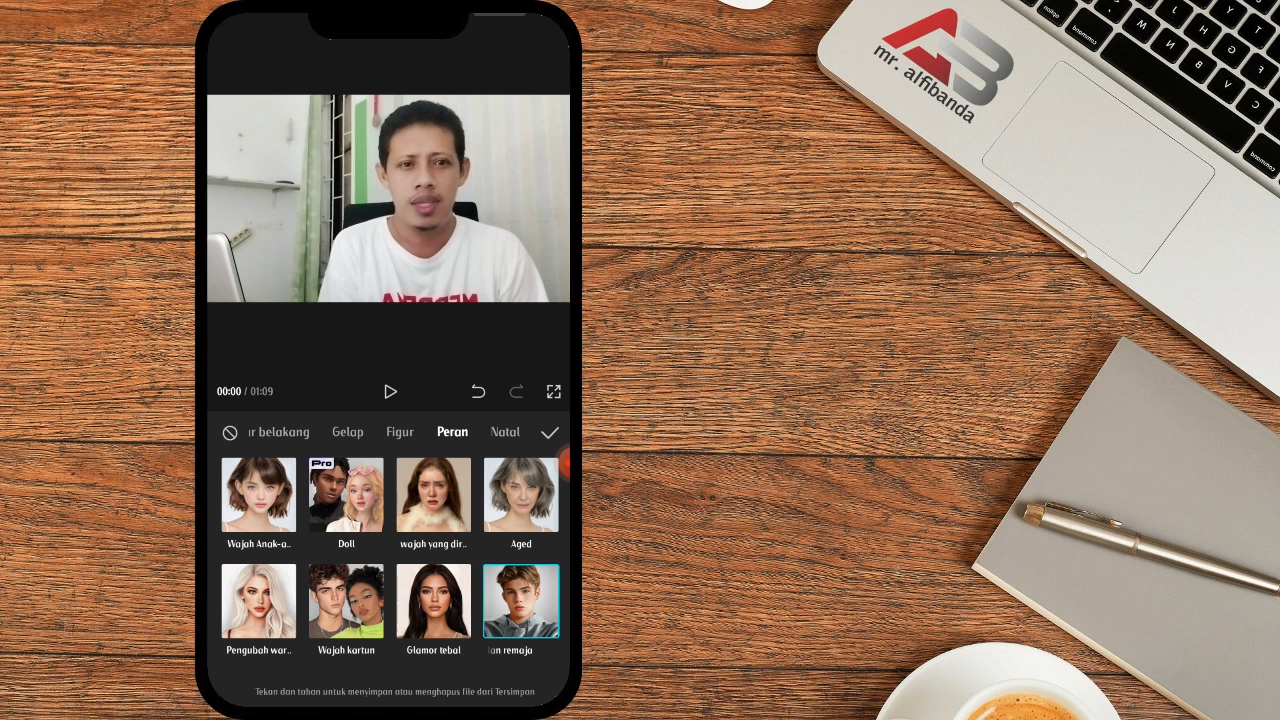 mr. alfibanda
00:00 / 01:09
ır belakang Gelap Figur Peran Natal
Pro
Wajah Anak-a.. Doll wajah yang dir.. Aged
Pengubah war.. Wajah kartun Glamor tebal lan remaja
Tekan dan tahan untuk menyimpan atau menghapus file dari Tersimpan